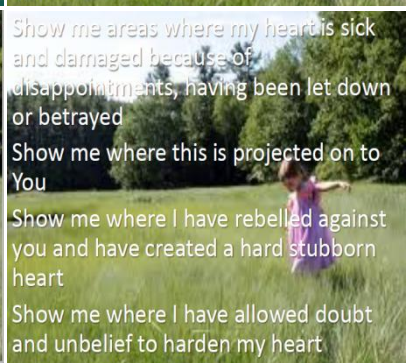 Show me areas where my heart is sick
and damaged because of
disappointments, having been let down
or betrayed
Show me where this is projected on to
You
Show me where I have rebelled against
you and have created a hard stubborn
heart
Show me where I have allowed doubt
and unbelief to harden my heart